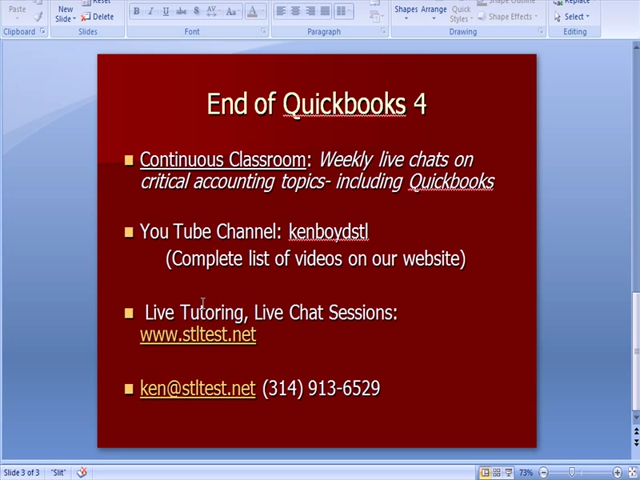 Paste
Clipboard
New
Slide
Reset
Delete
Slides
B I U abc S AV Aa A
Font
Paragraph
Shapes Arrange Quick
Styles
Shape Outline
Shape Effects
Drawing
Replace
Select
Editing
End of Quickbooks 4
Continuous Classroom: Weekly live chats on
critical accounting topics- including Quickbooks
You Tube Channel: kenboydstl
(Complete list of videos on our website)
Live Tutoring, Live Chat Sessions:
www.stltest.net
ken@stltest.net (314) 913-6529
Slide 3 of 3 "Slit" 73%